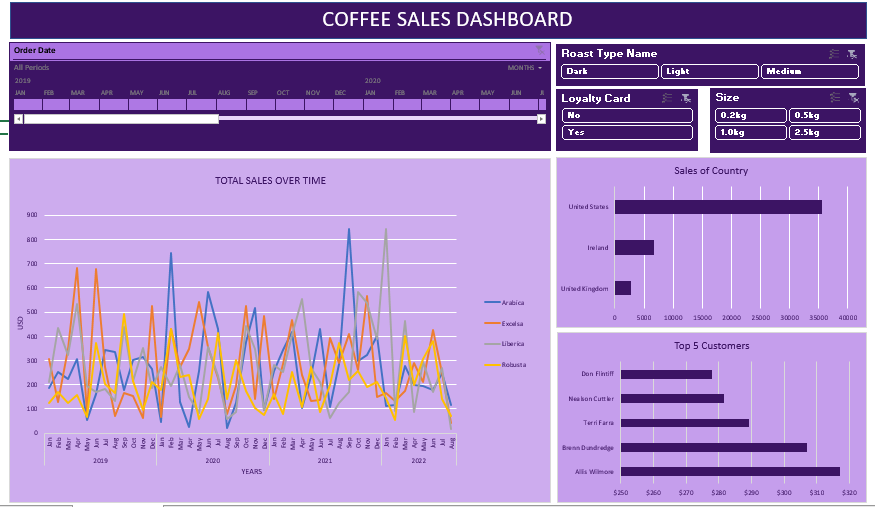 COFFEE SALES DASHBOARD
Order Date
All Periods
MONTHS
2019 2020
JAN FEB MAR APR MAY JUN JUL AUG SEP OCT NOV DEC JAN FEB MAR APR MAY JUN
Roast Type Name
Dark Light Medium
Loyalty Card
No
Yes
Size
0.2kg 0.5kg
1.0kg 2.5kg
TOTAL SALES OVER TIME
900
800
700
600
500
400
300
200
100
0
USD
Jan Feb Mar Apr May Jun Jul Aug Sep Oct Nov Dec Jan Feb Mar Apr May Jun Jul Aug Sep Oct Nov Dec Jan Feb Mar Apr May Jun Jul Aug Sep Oct Nov Dec Jan Feb Mar Apr May Jun Jul Aug
2019 2020 2021 2022
YEARS
Arabica
Excelsa
Liberica
Robusta
Sales of Country
United States
Ireland
United Kingdom
0 5000 10000 15000 20000 25000 30000 35000 40000
Top 5 Customers
Don Flintiff
Nealson Cuttler
Terri Farra
Brenn Dundredge
Allis Wilmore
$250 $260 $270 $280 $290 $300 $310 $320